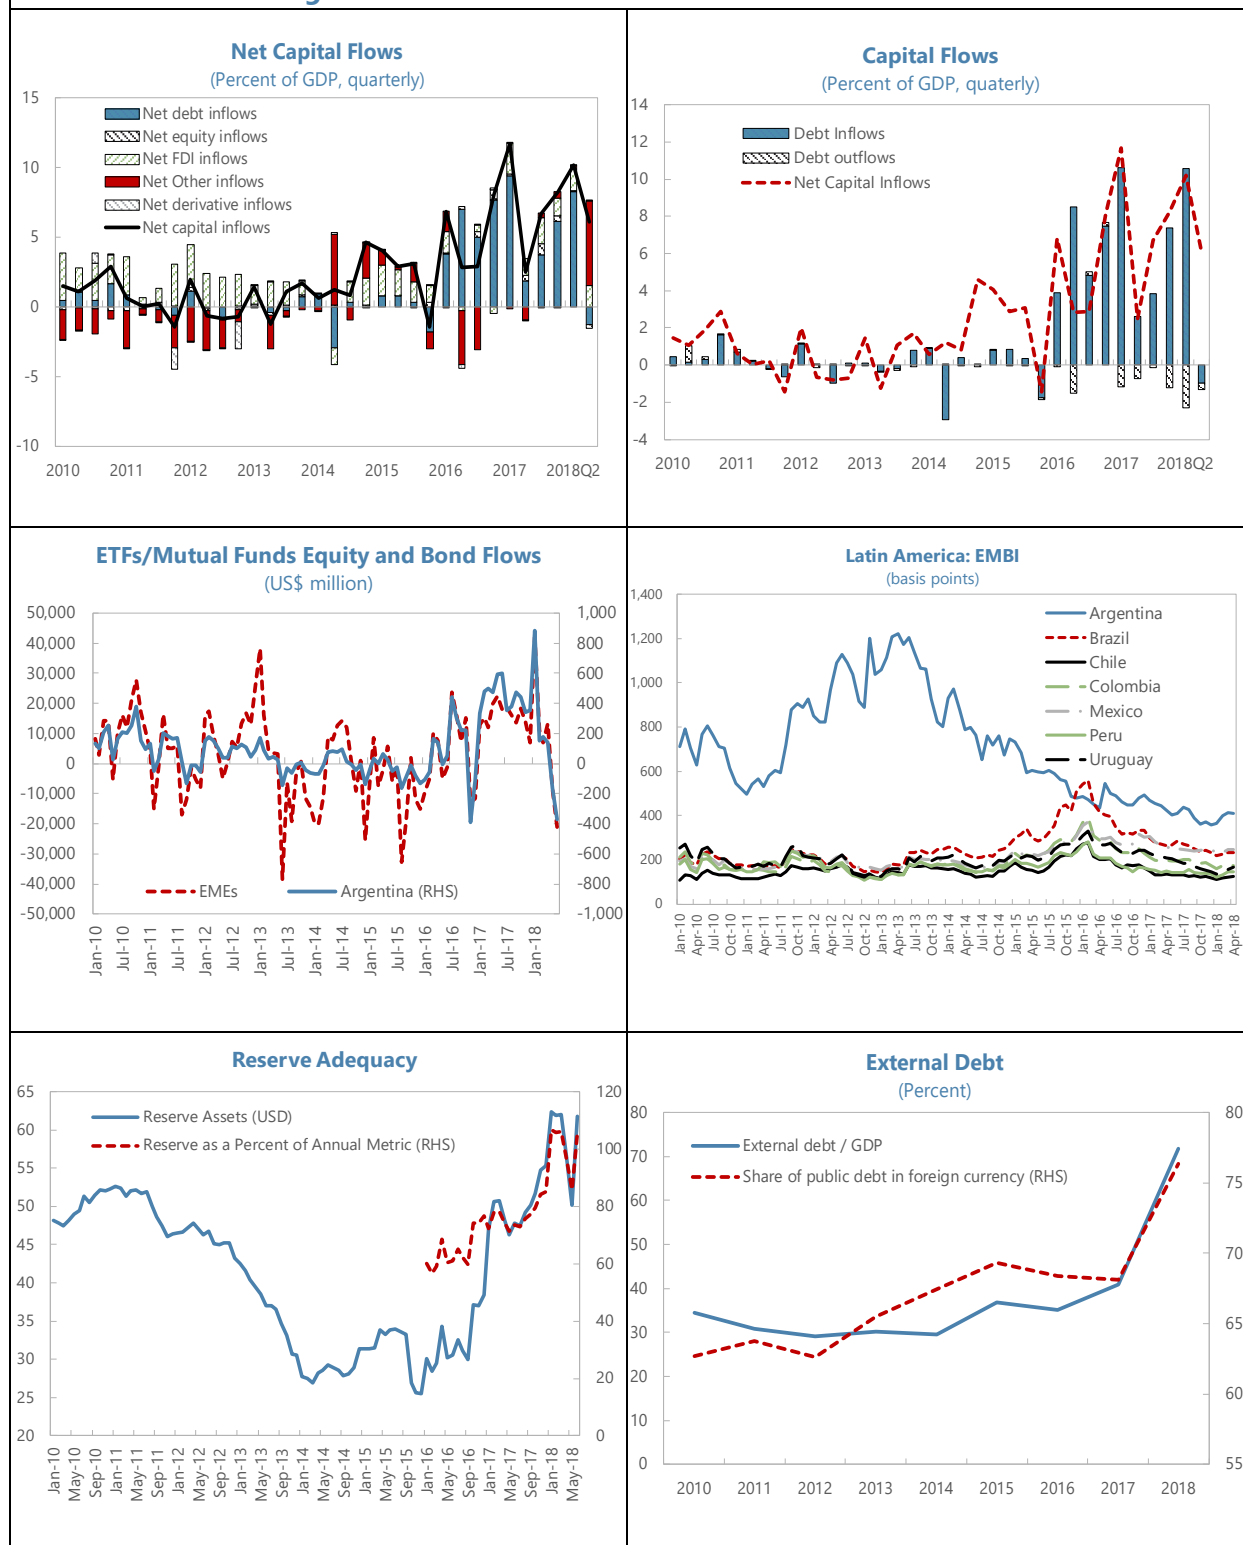 Net Capital Flows
(Percent of GDP, quarterly)
15
10
5
0
-5
-10
Net debt inflows
Net equity inflows
Net FDI inflows
Net Other inflows
Net derivative inflows
Net capital inflows
2010 2011 2012 2013 2014 2015 2016 2017 2018Q2
Capital Flows
(Percent of GDP, quaterly)
14
12
10
8
6
4
2
0
-2
-4
Debt Inflows
Debt outflows
Net Capital Inflows
2010 2011 2012 2013 2014 2015 2016 2017 2018Q2
ETFs/Mutual Funds Equity and Bond Flows
(US$ million)
50,000 1,000
40,000 800
30,000 600
20,000 400
10,000 200
0 0
-10,000 -200
-20,000 -400
-30,000 -600
-40,000 -800
-50,000 -1,000
EMEs Argentina (RHS)
Jan-10 Jul-10 Jan-11 Jul-11 Jan-12 Jul-12 Jan-13 Jul-13 Jan-14 Jul-14 Jan-15 Jul-15 Jan-16 Jul-16 Jan-17 Jul-17 Jan-18
Latin America: EMBI
(basis points)
1,400
1,200
1,000
800
600
400
200
0
Argentina
Brazil
Chile
Colombia
Mexico
Peru
Uruguay
Jan-10 Apr-10 Jul-10 Oct-10 Jan-11 Apr-11 Jul-11 Oct-11 Jan-12 Apr-12 Jul-12 Oct-12 Jan-13 Apr-13 Jul-13 Oct-13 Jan-14 Apr-14 Jul-14 Oct-14 Jan-15 Apr-15 Jul-15 Oct-15 Jan-16 Apr-16 Jul-16 Oct-16 Jan-17 Apr-17 Jul-17 Oct-17 Jan-18 Apr-18
Reserve Adequacy
65 120
60
55 100
50 80
45
40 60
35 40
30
25 20
20 0
Reserve Assets (USD)
Reserve as a Percent of Annual Metric (RHS)
Jan-10 May-10 Sep-10 Jan-11 May-11 Sep-11 Jan-12 May-12 Sep-12 Jan-13 May-13 Sep-13 Jan-14 May-14 Sep-14 Jan-15 May-15 Sep-15 Jan-16 May-16 Sep-16 Jan-17 May-17 Sep-17 Jan-18 May-18
External Debt
(Percent)
80 80
70 75
60
50 70
40
30 65
20 60
10
0 55
External debt / GDP
Share of public debt in foreign currency (RHS)
2010 2011 2012 2013 2014 2015 2016 2017 2018